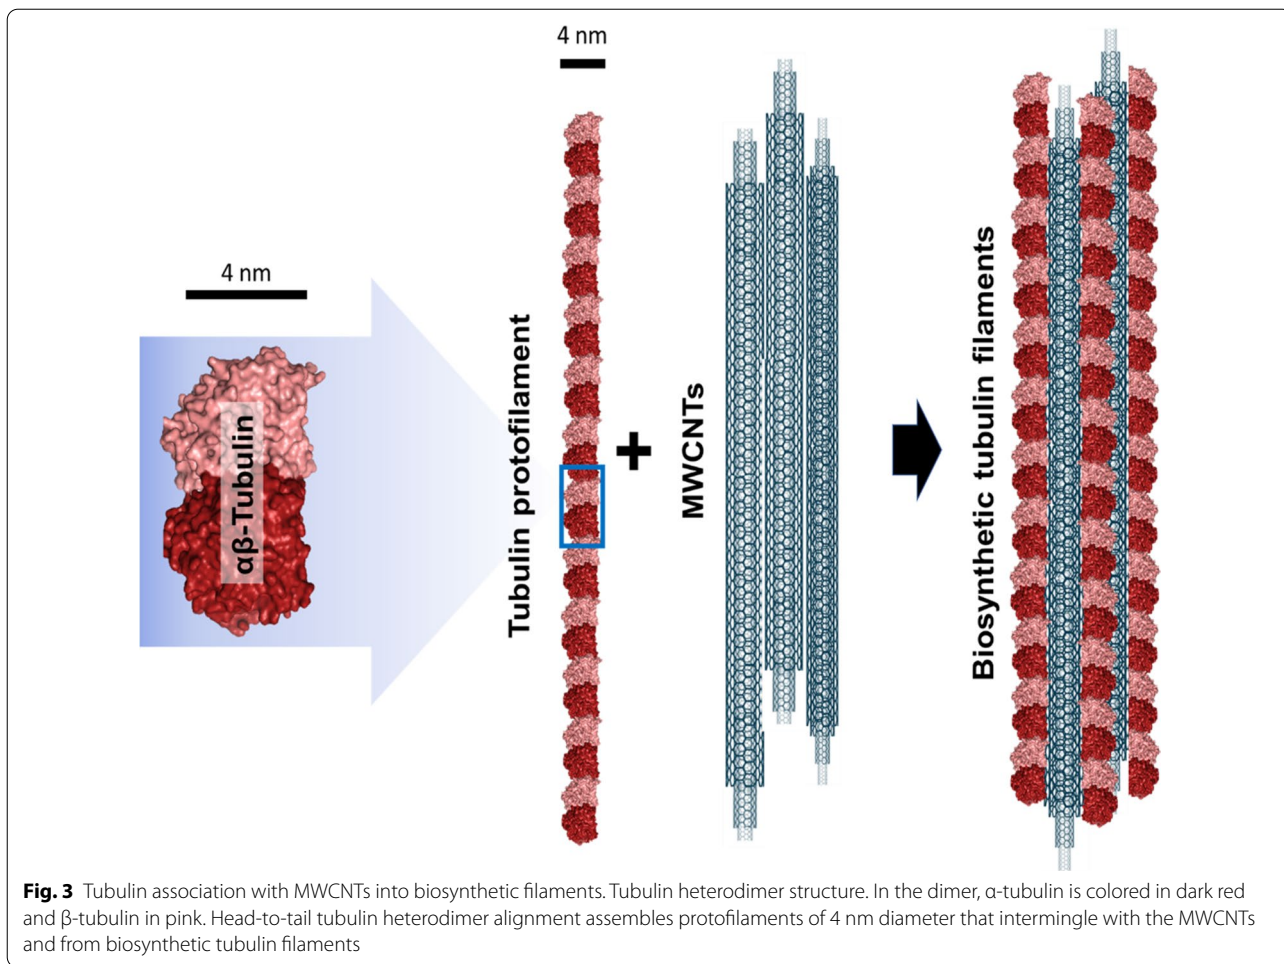 4 nm
4 nm
αβ-Tubulin
Tubulin protofilament
+
MWCNTs
Biosynthetic tubulin filaments
Fig. 3 Tubulin association with MWCNTs into biosynthetic filaments. Tubulin heterodimer structure. In the dimer, α-tubulin is colored in dark red
and β-tubulin in pink. Head-to-tail tubulin heterodimer alignment assembles protofilaments of 4 nm diameter that intermingle with the MWCNTs
and from biosynthetic tubulin filaments